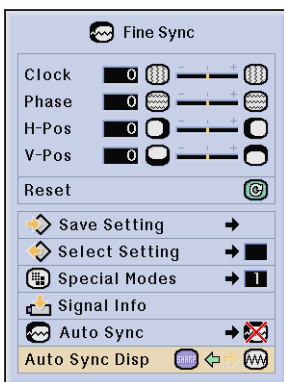 Fine Sync
Clock 0 - +
Phase 0 - +
H-Pos 0 - +
V-Pos 0 - +
Reset
Save Setting
Select Setting
Special Modes 1
Signal Info
Auto Sync
Auto Sync Disp SHARP